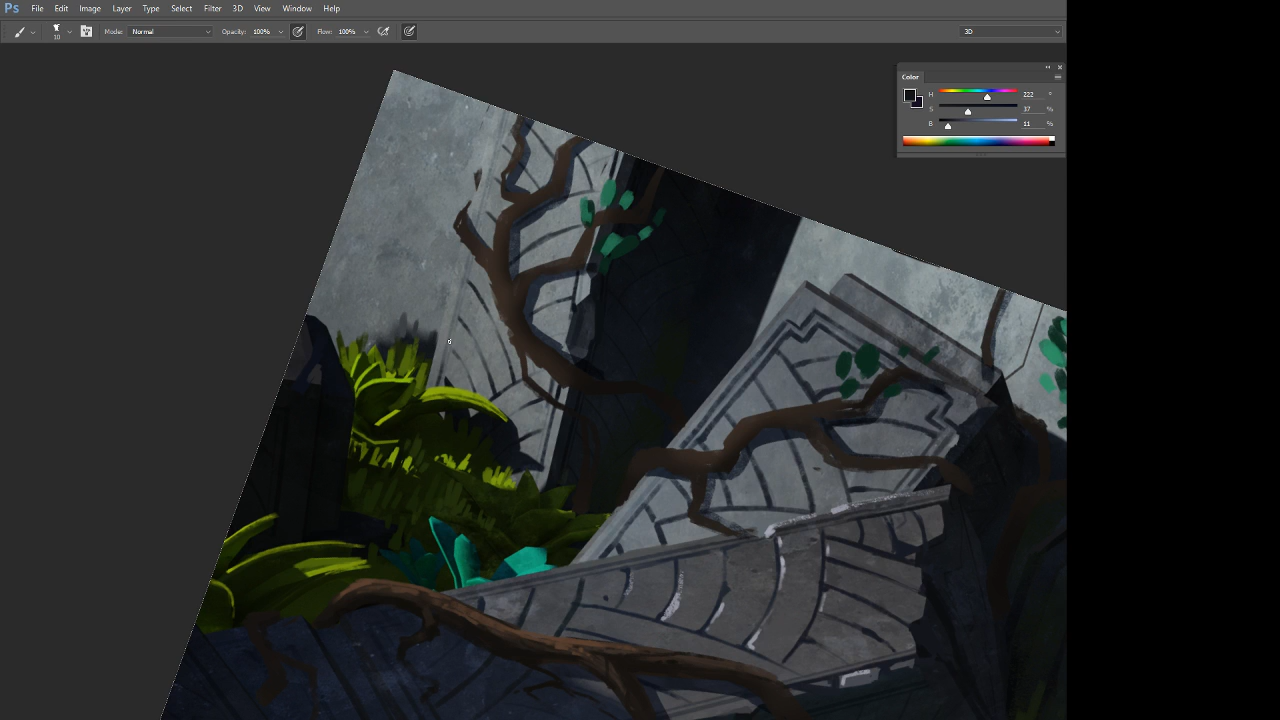 Ps File Edit Image Layer Type Select Filter 3D View Window Help
10 Mode: Normal Opacity: 100% Flow: 100% 3D
Color
H 222 °
S 37 %
B 11 %